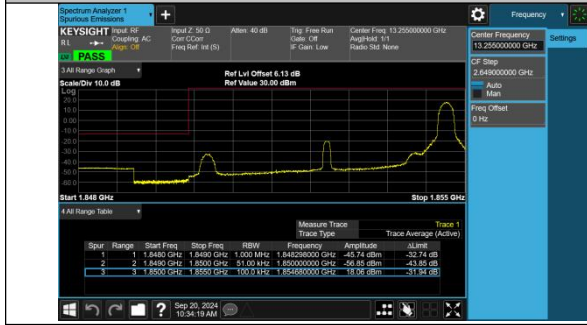 Spectrum Analyzer 1
Spurious Emissions
Frequency
KEYSIGHT
Input: RF
Coupling: AC
Align: Off
Input Z: 50 Ω
Corr CCorr
Freq Ref: Int (S)
Atten: 40 dB
Trig: Free Run
Gate: Off
IF Gain: Low
Center Freq: 13.255000000 GHz
Avg|Hold: 1/1
Radio Std: None
RL
PASS
Center Frequency
13.255000000 GHz
Settings
CF Step
2.649000000 GHz
Auto
Man
Freq Offset
0 Hz
3 All Range Graph
Scale/Div 10.0 dB
Ref Lvl Offset 6.13 dB
Ref Value 30.00 dBm
Log
20.0
10.0
0.00
-10.0
-20.0
-30.0
-40.0
-50.0
-60.0
Start 1.848 GHz
Stop 1.855 GHz
4 All Range Table
Measure Trace Trace 1
Trace Type Trace Average (Active)
Spur Range Start Freq Stop Freq RBW Frequency Amplitude ΔLimit
1 1 1.8480 GHz 1.8490 GHz 1.000 MHz 1.848298000 GHz -45.74 dBm -32.74 dB
2 2 1.8490 GHz 1.8500 GHz 51.00 kHz 1.850000000 GHz -56.85 dBm -43.85 dB
3 3 1.8500 GHz 1.8550 GHz 100.0 kHz 1.854680000 GHz 18.06 dBm -31.94 dB
Sep 20, 2024
10:34:19 AM